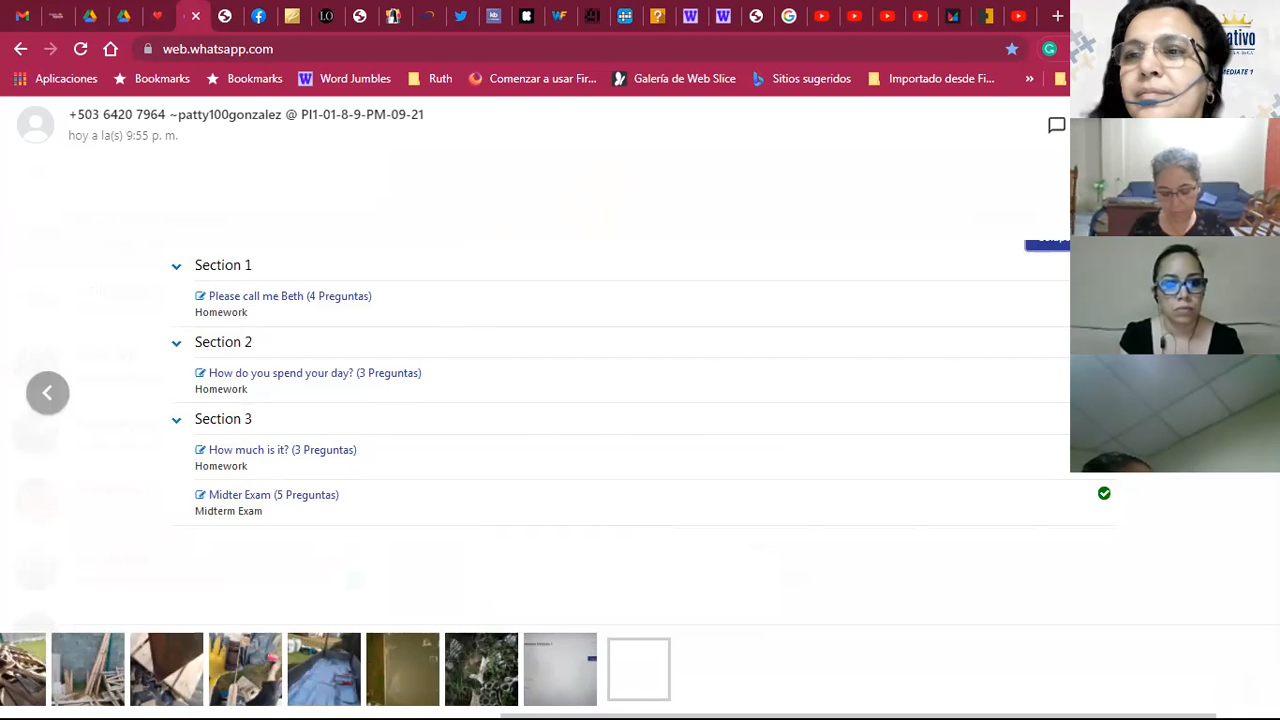 web.whatsapp.com
Aplicaciones
Bookmarks
Bookmarks
Word Jumbles
Ruth
Comenzar a usar Fir...
Galería de Web Slice
Sitios sugeridos
Importado desde Fi...
»
+503 6420 7964 ~patty100gonzalez @ PI1-01-8-9-PM-09-21
hoy a la(s) 9:55 p. m.
Section 1
Please call me Beth (4 Preguntas)
Homework
Section 2
How do you spend your day? (3 Preguntas)
Homework
Section 3
How much is it? (3 Preguntas)
Homework
Midter Exam (5 Preguntas)
Midterm Exam
ativo
MEDIATE 1